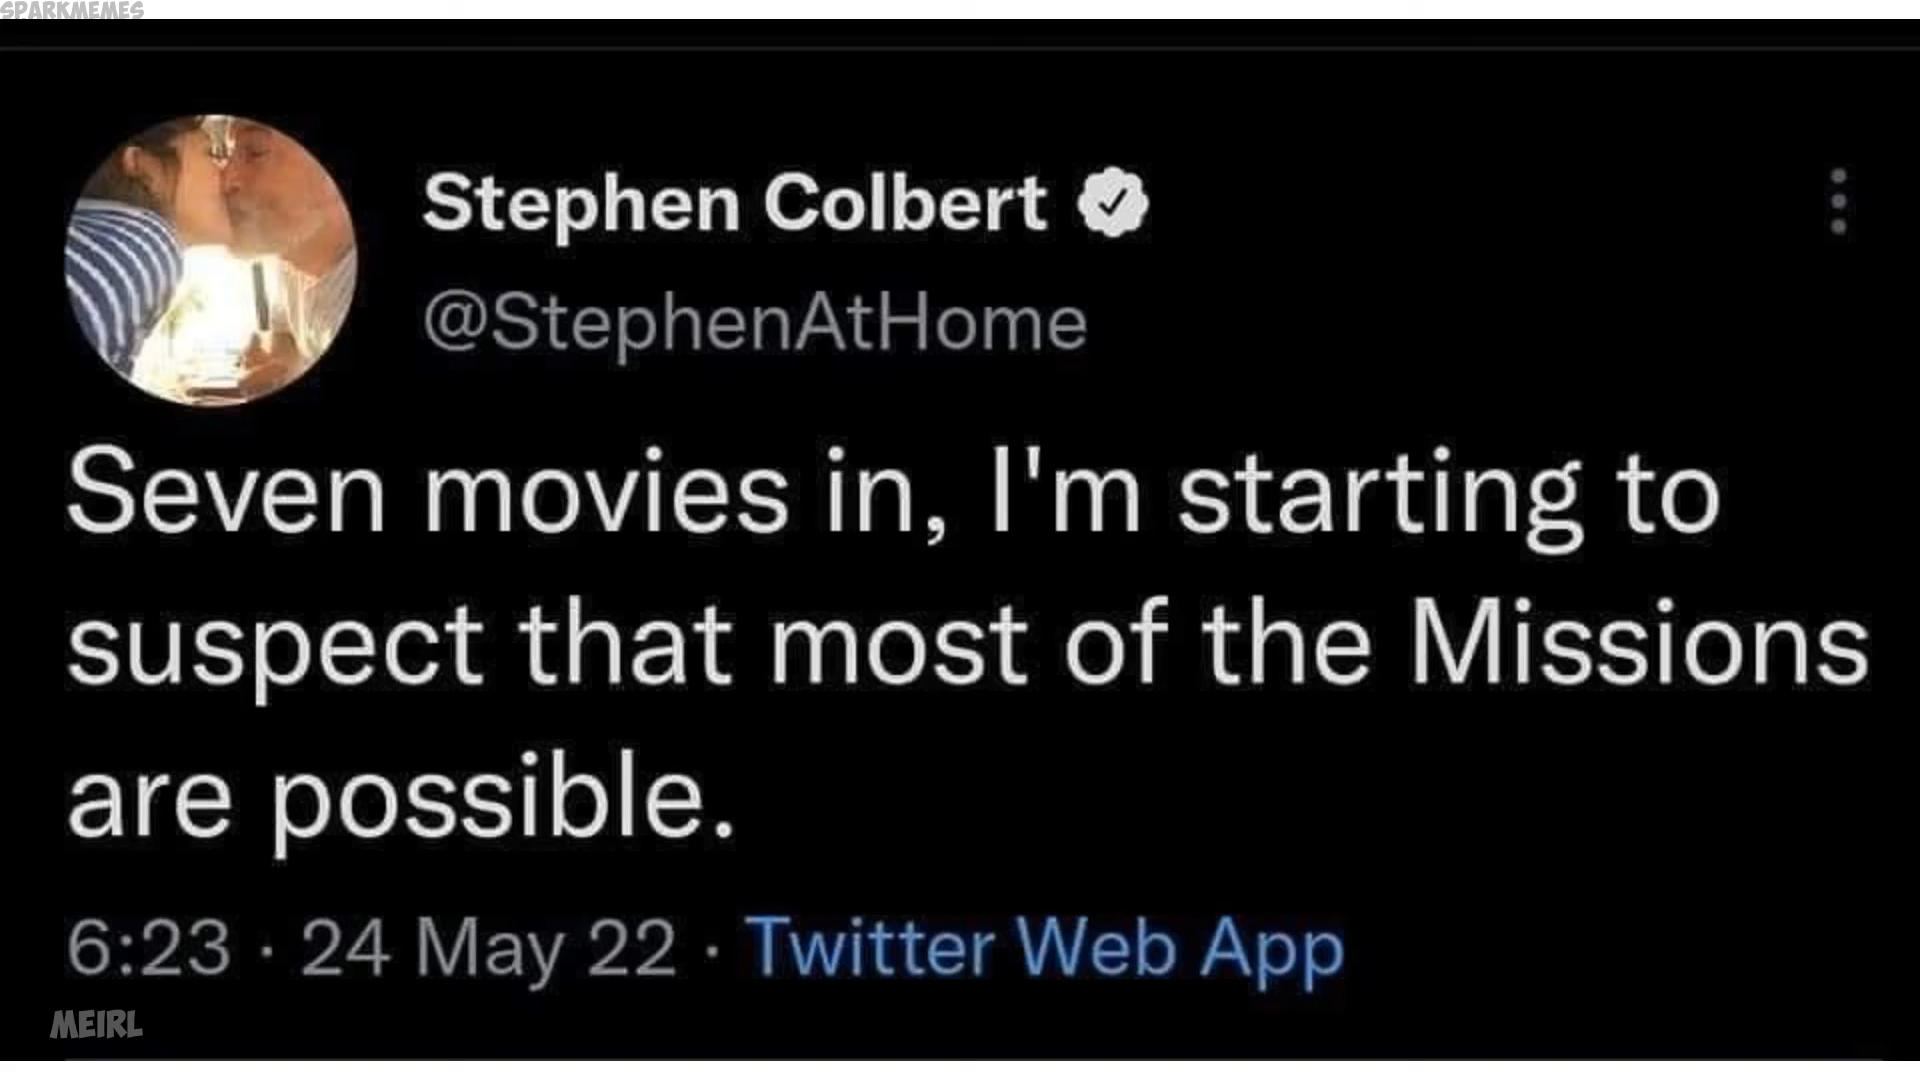 SPARKMEMES
Stephen Colbert
@StephenAtHome
Seven movies in, I'm starting to
suspect that most of the Missions
are possible.
6:23 · 24 May 22 · Twitter Web App
MEIRL